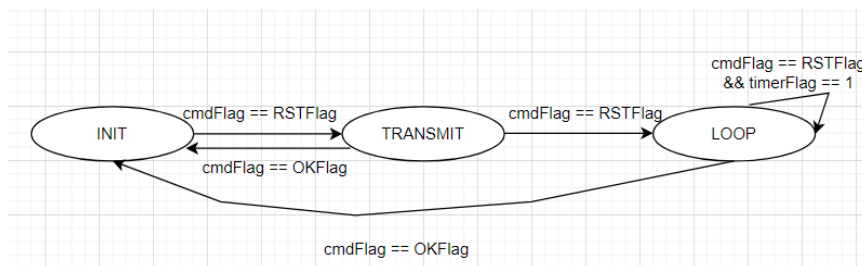 cmdFlag == RSTFlag
&& timerFlag == 1
cmdFlag == RSTFlag
cmdFlag == RSTFlag
INIT
TRANSMIT
LOOP
cmdFlag == OKFlag
cmdFlag == OKFlag